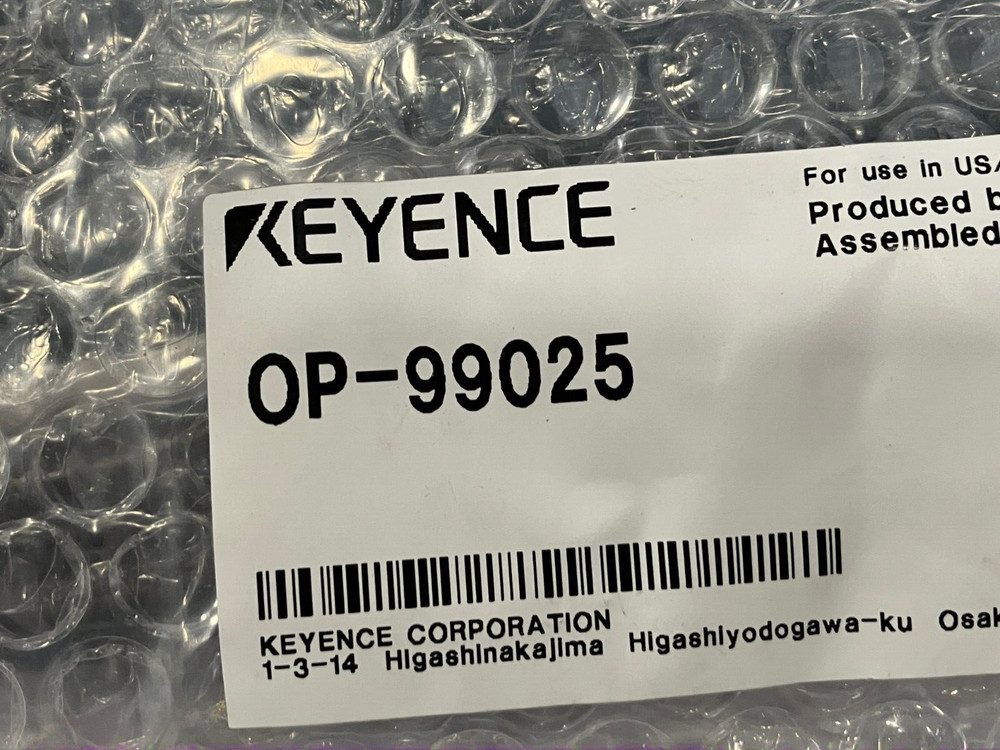 KEYENCE
For use in USA
Produced
Assembled
OP-99025
KEYENCE CORPORATION
1-3-14 Higashinakajima Higashiyodogawa-ku